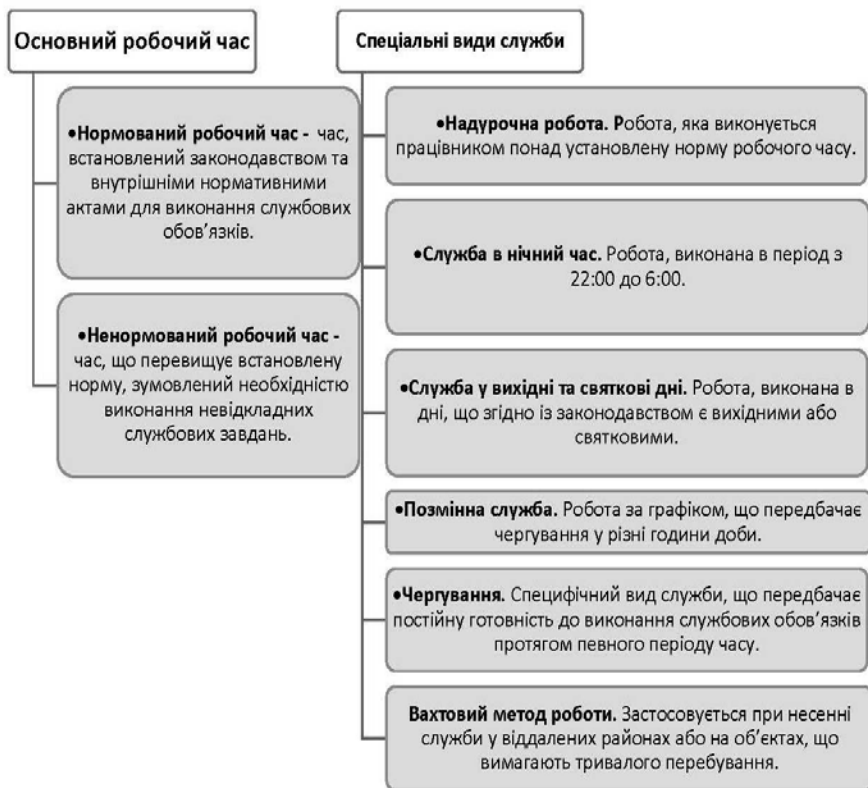 Основний робочий час
•Нормований робочий час - час,
встановлений законодавством та
внутрішніми нормативними
актами для виконання службових
обов’язків.
•Ненормований робочий час -
час, що перевищує встановлену
норму, зумовлений необхідністю
виконання невідкладних
службових завдань.
Спеціальні види служби
•Надурочна робота. Робота, яка виконується
працівником понад установлену норму робочого часу.
•Служба в нічний час. Робота, виконана в період з
22:00 до 6:00.
•Служба у вихідні та святкові дні. Робота, виконана в
дні, що згідно із законодавством є вихідними або
святковими.
•Позмінна служба. Робота за графіком, що передбачає
чергування у різні години доби.
•Чергування. Специфічний вид служби, що передбачає
постійну готовність до виконання службових обов’язків
протягом певного періоду часу.
Вахтовий метод роботи. Застосовується при несенні
служби у віддалених районах або на об’єктах, що
вимагають тривалого перебування.